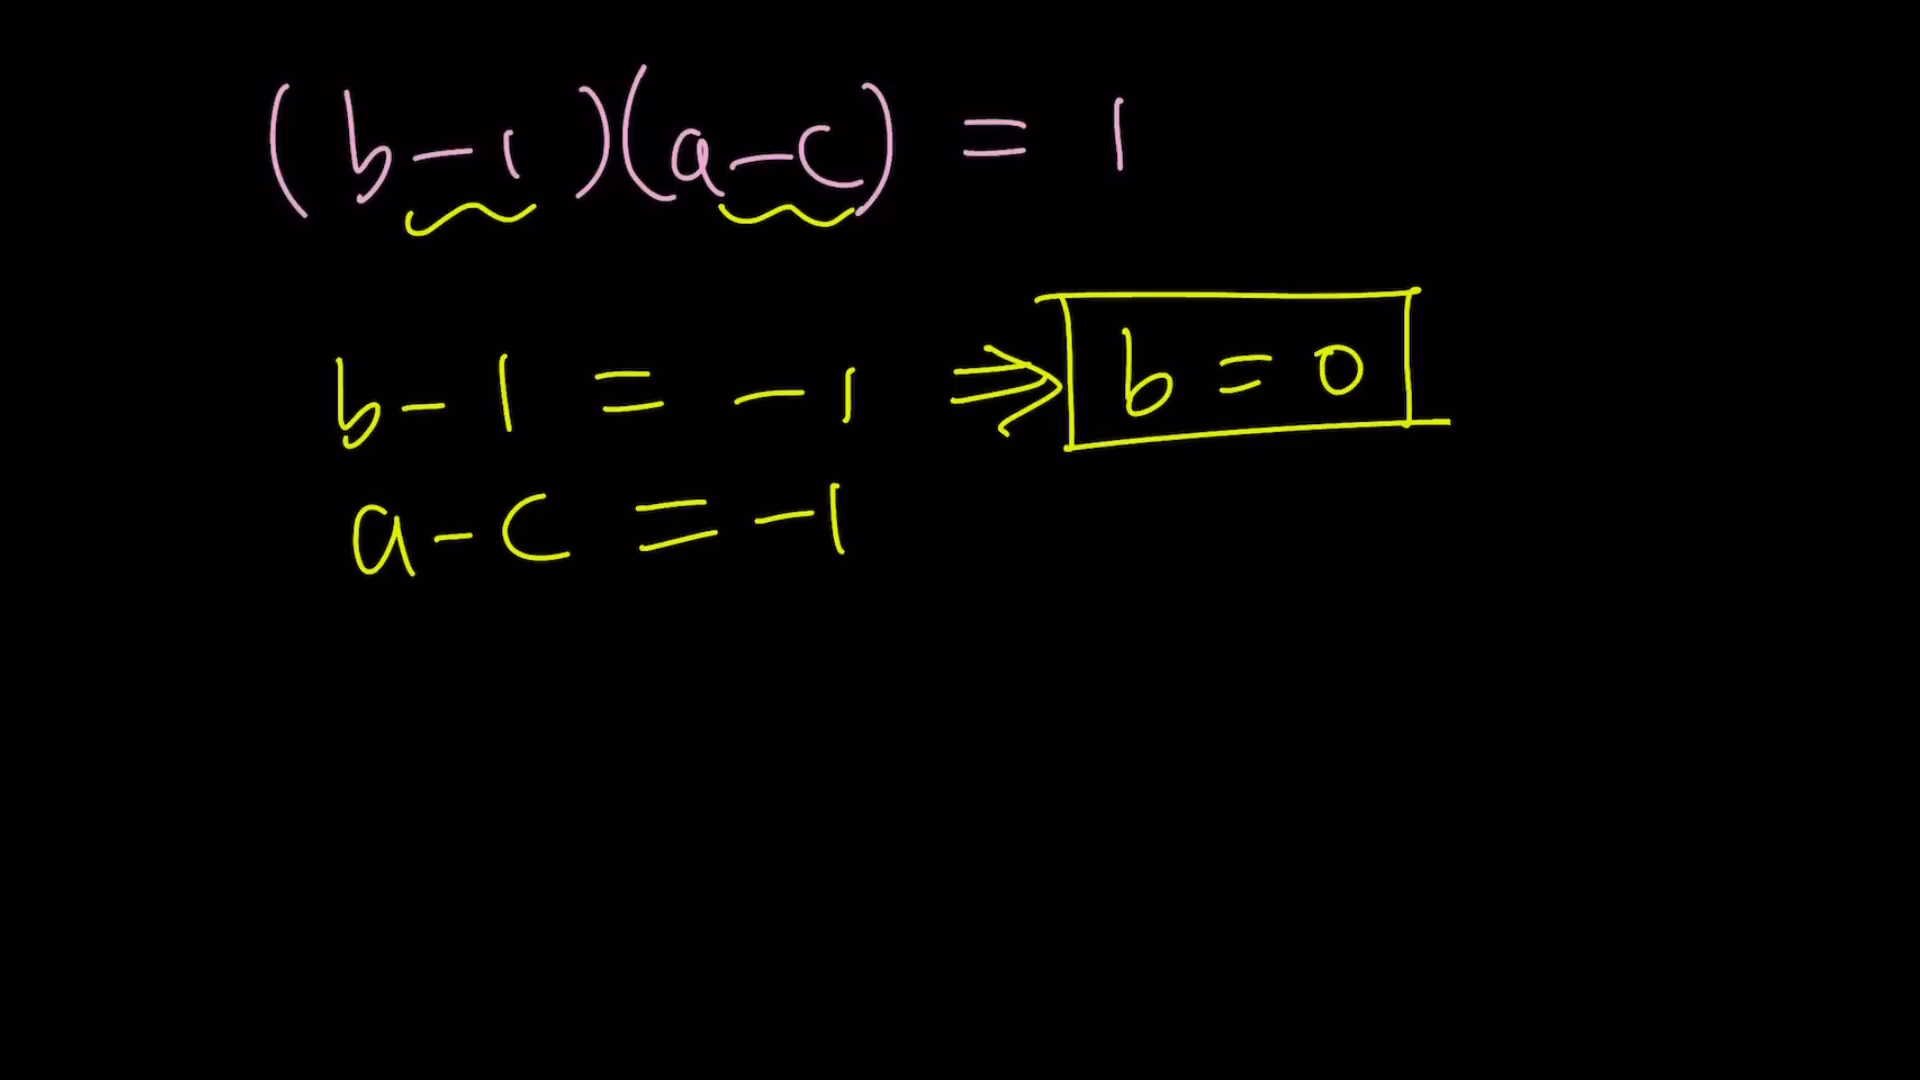 (b-1)(a-c) = 1
b-1 = -1 ⇒ b = 0
a-c = -1